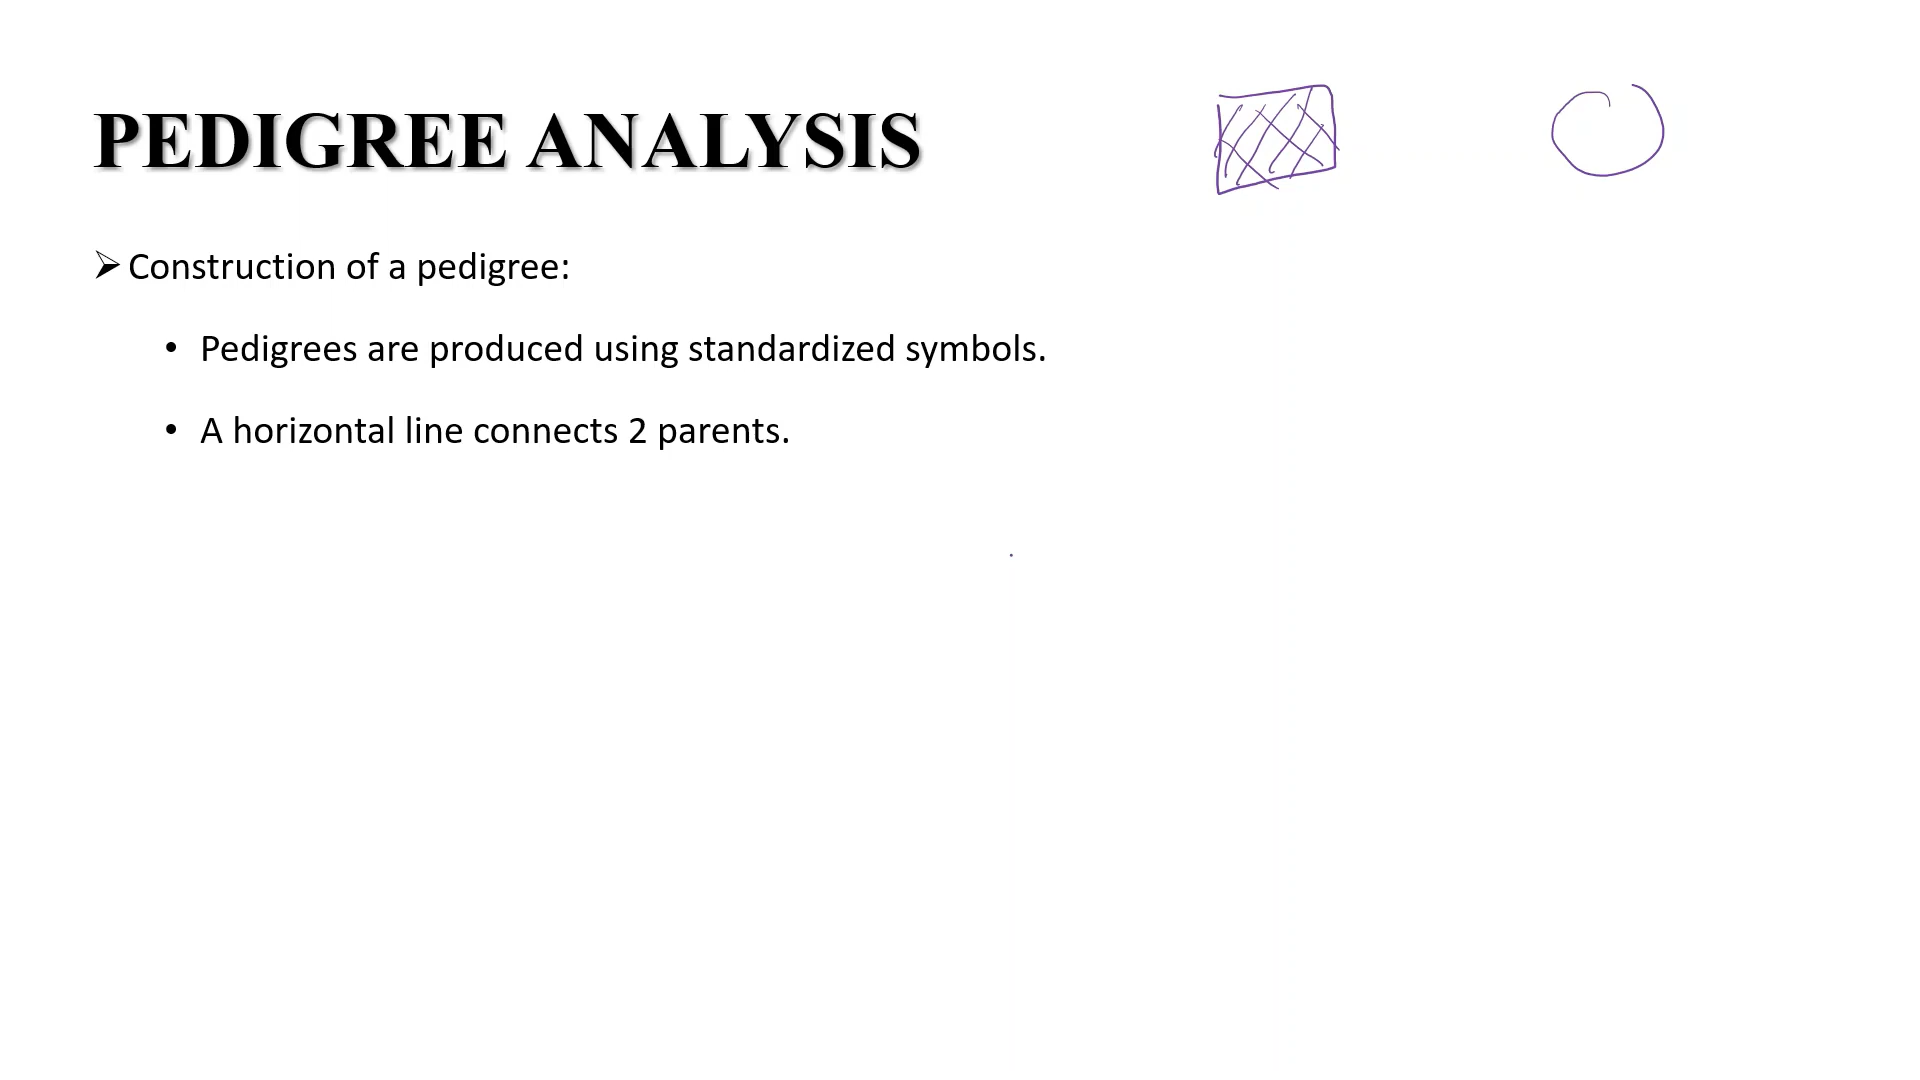 PEDIGREE ANALYSIS
➢ Construction of a pedigree:
• Pedigrees are produced using standardized symbols.
• A horizontal line connects 2 parents.